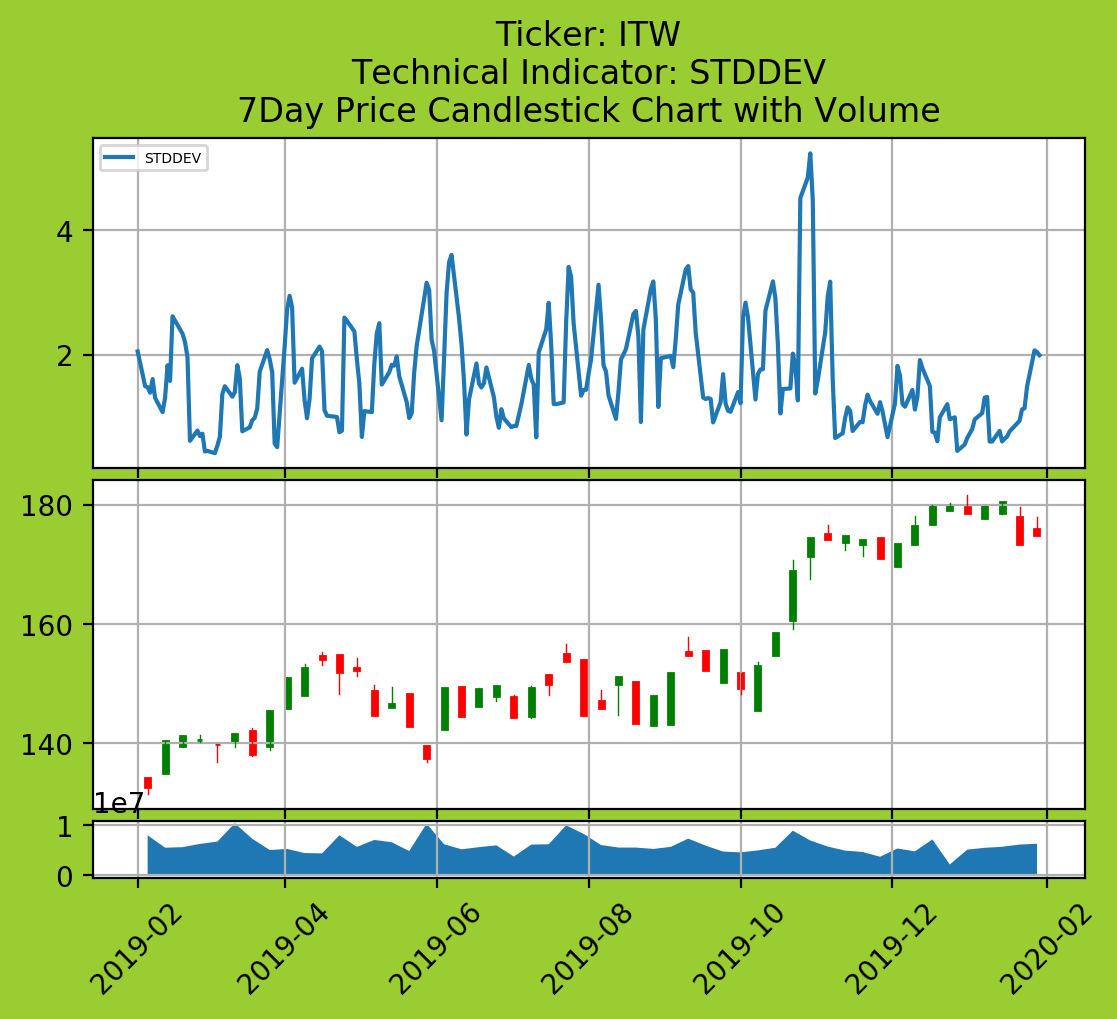 Ticker: ITW
Technical Indicator: STDDEV
7Day Price Candlestick Chart with Volume
STDDEV
4
2
180
160
140
1e7
1
0
2019-02
2019-04
2019-06
2019-08
2019-10
2019-12
2020-02